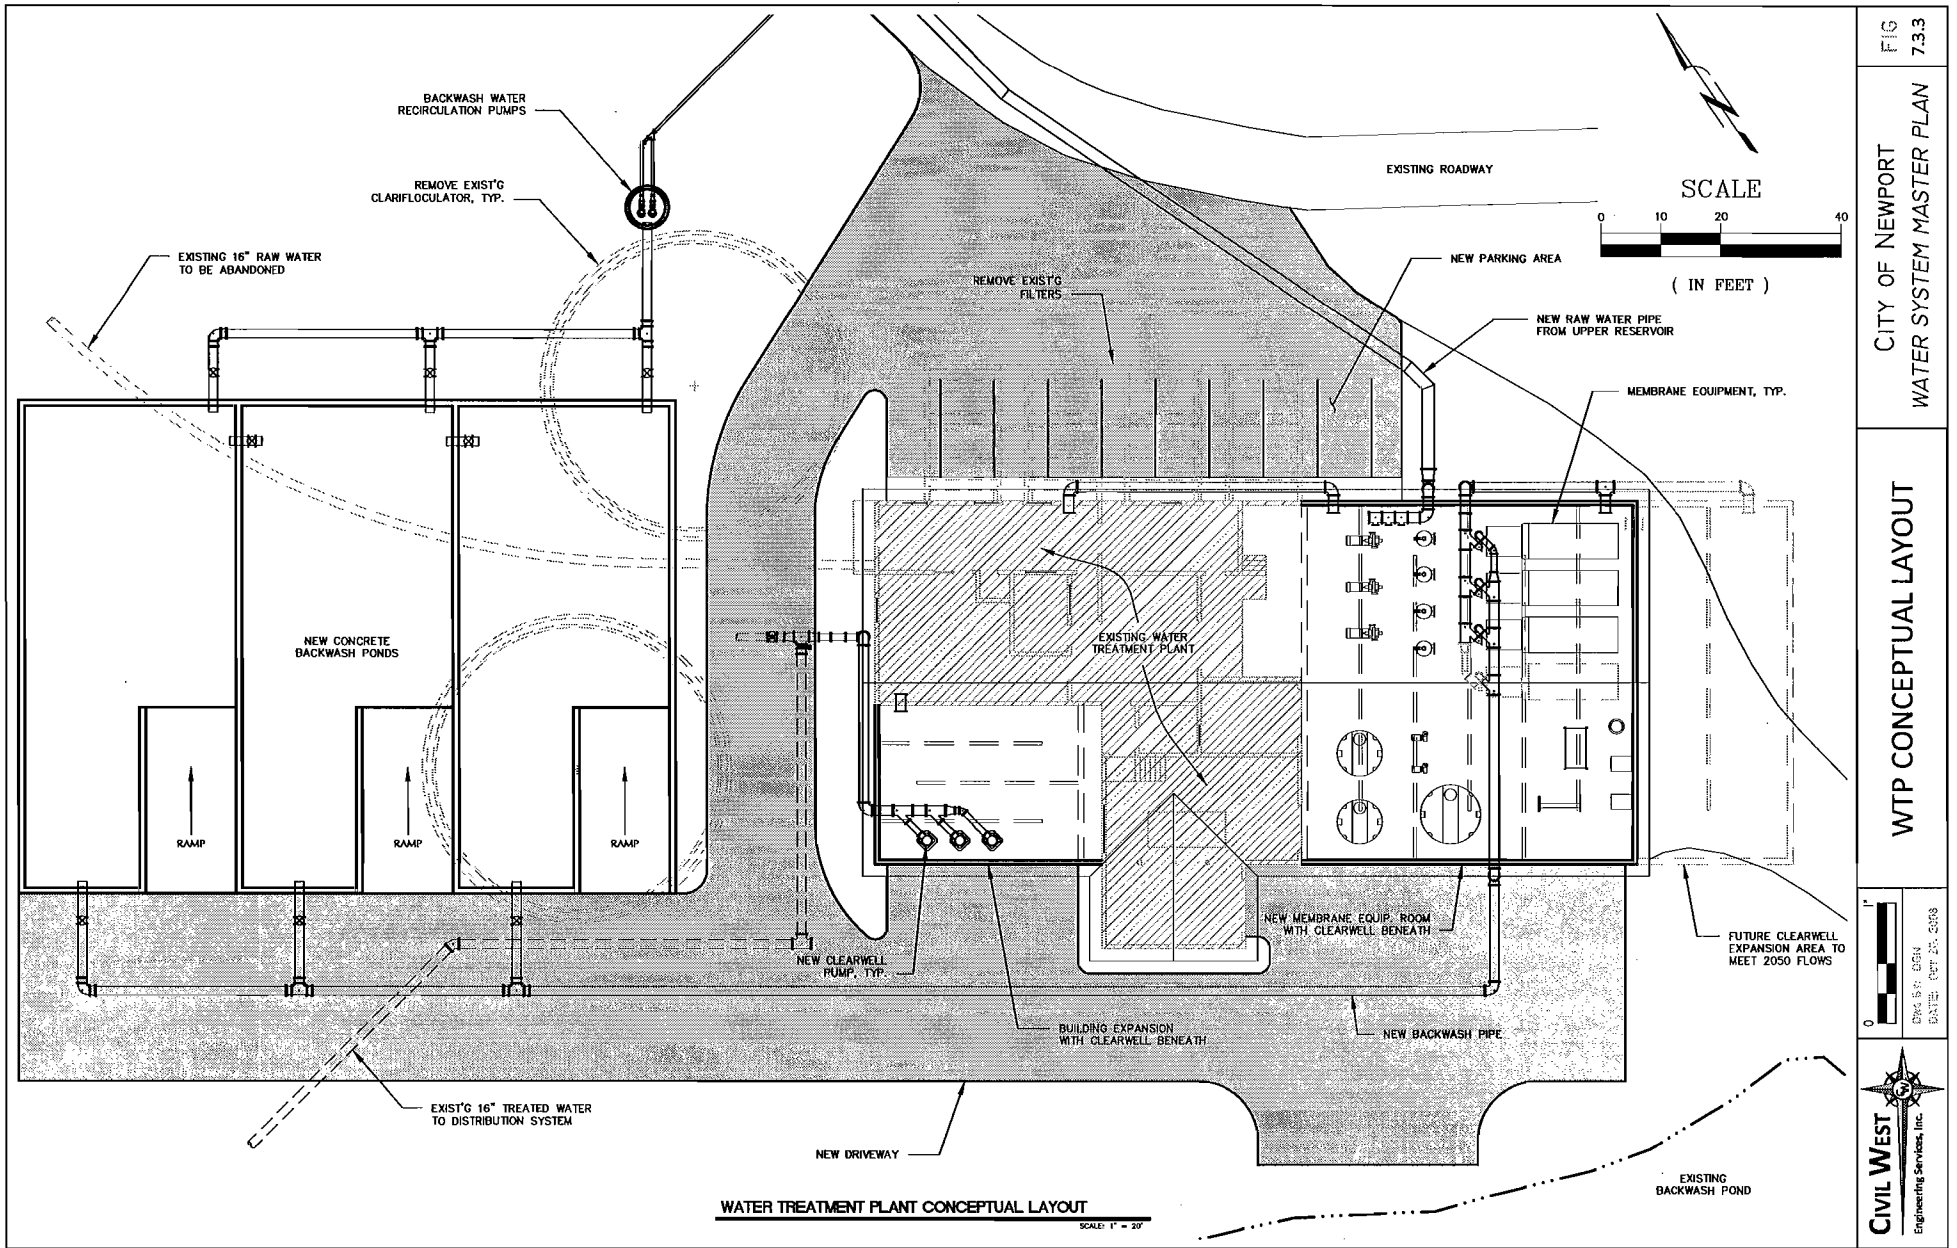 BACKWASH WATER
RECIRCULATION PUMPS
REMOVE EXIST'G
CLARIFLOCULATOR, TYP.
EXISTING 16" RAW WATER
TO BE ABANDONED
EXISTING ROADWAY
SCALE
0 10 20 40
( IN FEET )
REMOVE EXIST'G
FILTERS
NEW PARKING AREA
NEW RAW WATER PIPE
FROM UPPER RESERVOIR
MEMBRANE EQUIPMENT, TYP.
NEW CONCRETE
BACKWASH PONDS
EXISTING WATER
TREATMENT PLANT
RAMP
RAMP
RAMP
NEW CLEARWELL
PUMP, TYP.
NEW MEMBRANE EQUIP. ROOM
WITH CLEARWELL BENEATH
FUTURE CLEARWELL
EXPANSION AREA TO
MEET 2050 FLOWS
BUILDING EXPANSION
WITH CLEARWELL BENEATH
NEW BACKWASH PIPE
EXIST'G 16" TREATED WATER
TO DISTRIBUTION SYSTEM
NEW DRIVEWAY
EXISTING
BACKWASH POND
WATER TREATMENT PLANT CONCEPTUAL LAYOUT
SCALE: 1" = 20'
FIG
7.3.3
CITY OF NEWPORT
WATER SYSTEM MASTER PLAN
WTP CONCEPTUAL LAYOUT
0 1"
CW
CIVIL WEST
Engineering Services, Inc.